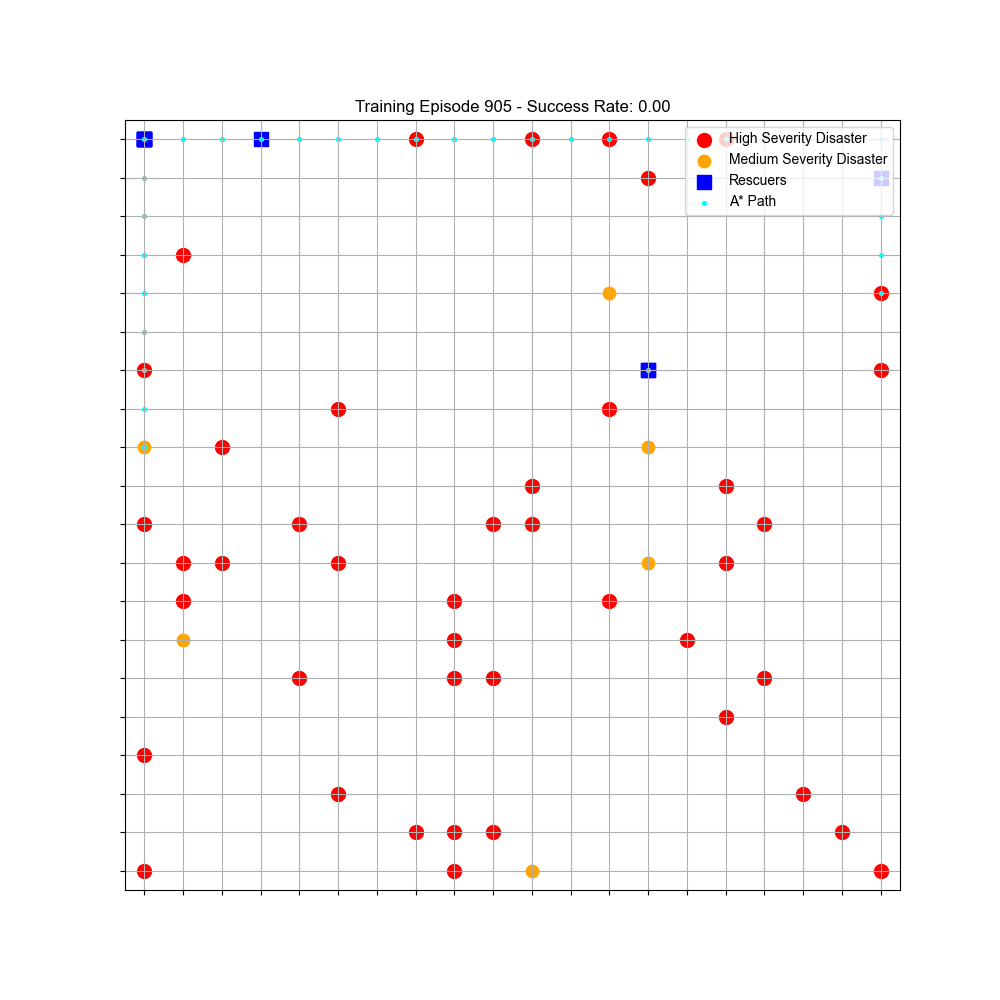 Training Episode 905 - Success Rate: 0.00
High Severity Disaster
Medium Severity Disaster
Rescuers
A* Path